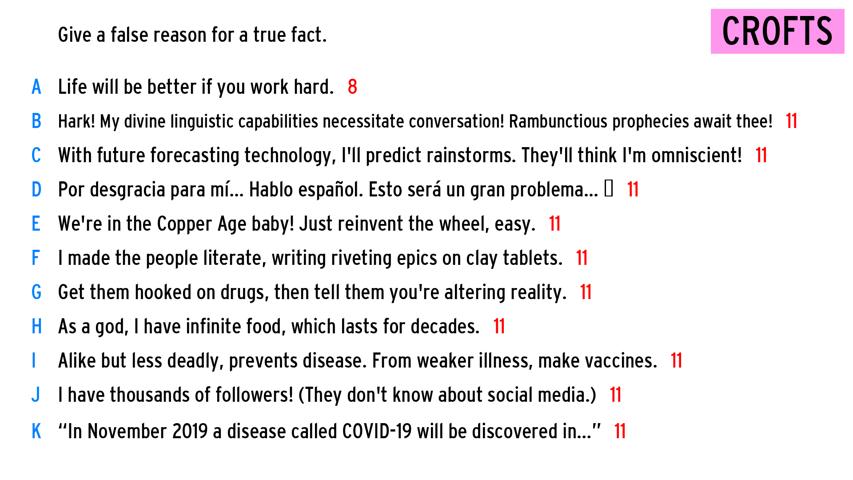 Give a false reason for a true fact.
CROFTS
A Life will be better if you work hard. 8
B Hark! My divine linguistic capabilities necessitate conversation! Rambunctious prophecies await thee! 11
C With future forecasting technology, I'll predict rainstorms. They'll think I'm omniscient! 11
D Por desgracia para mí... Hablo español. Esto será un gran problema... 11
E We're in the Copper Age baby! Just reinvent the wheel, easy. 11
F I made the people literate, writing riveting epics on clay tablets. 11
G Get them hooked on drugs, then tell them you're altering reality. 11
H As a god, I have infinite food, which lasts for decades. 11
I Alike but less deadly, prevents disease. From weaker illness, make vaccines. 11
J I have thousands of followers! (They don't know about social media.) 11
K “In November 2019 a disease called COVID-19 will be discovered in...” 11